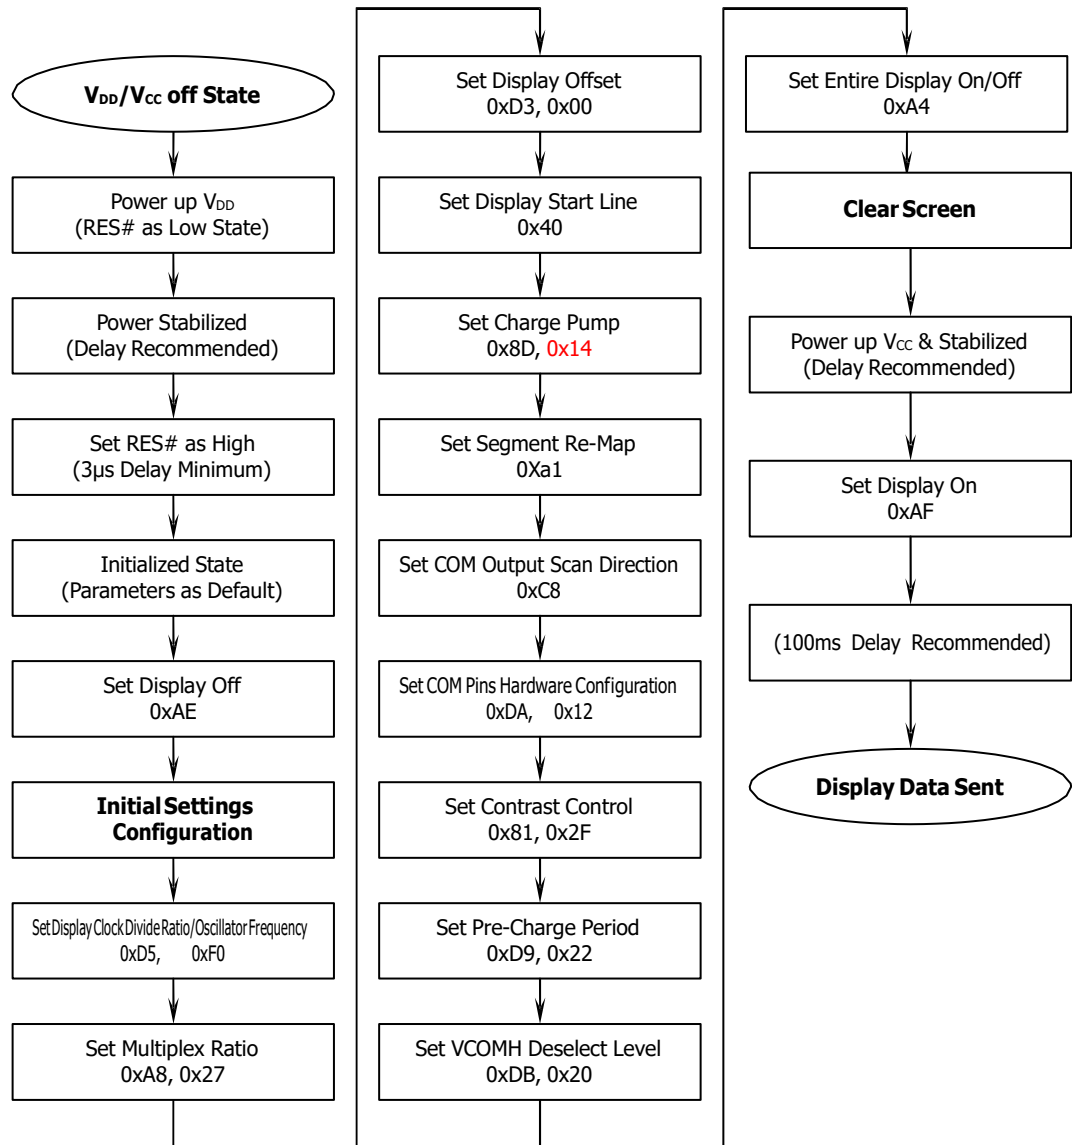 VDD/VCC off State
Power up VDD
(RES# as Low State)
Power Stabilized
(Delay Recommended)
Set RES# as High
(3μs Delay Minimum)
Initialized State
(Parameters as Default)
Set Display Off
0xAE
Initial Settings
Configuration
Set Display Clock Divide Ratio/Oscillator Frequency
0xD5, 0xF0
Set Multiplex Ratio
0xA8, 0x27
Set Display Offset
0xD3, 0x00
Set Display Start Line
0x40
Set Charge Pump
0x8D, 0x14
Set Segment Re-Map
0Xa1
Set COM Output Scan Direction
0xC8
Set COM Pins Hardware Configuration
0xDA, 0x12
Set Contrast Control
0x81, 0x2F
Set Pre-Charge Period
0xD9, 0x22
Set VCOMH Deselect Level
0xDB, 0x20
Set Entire Display On/Off
0xA4
Clear Screen
Power up VCC & Stabilized
(Delay Recommended)
Set Display On
0xAF
(100ms Delay Recommended)
Display Data Sent